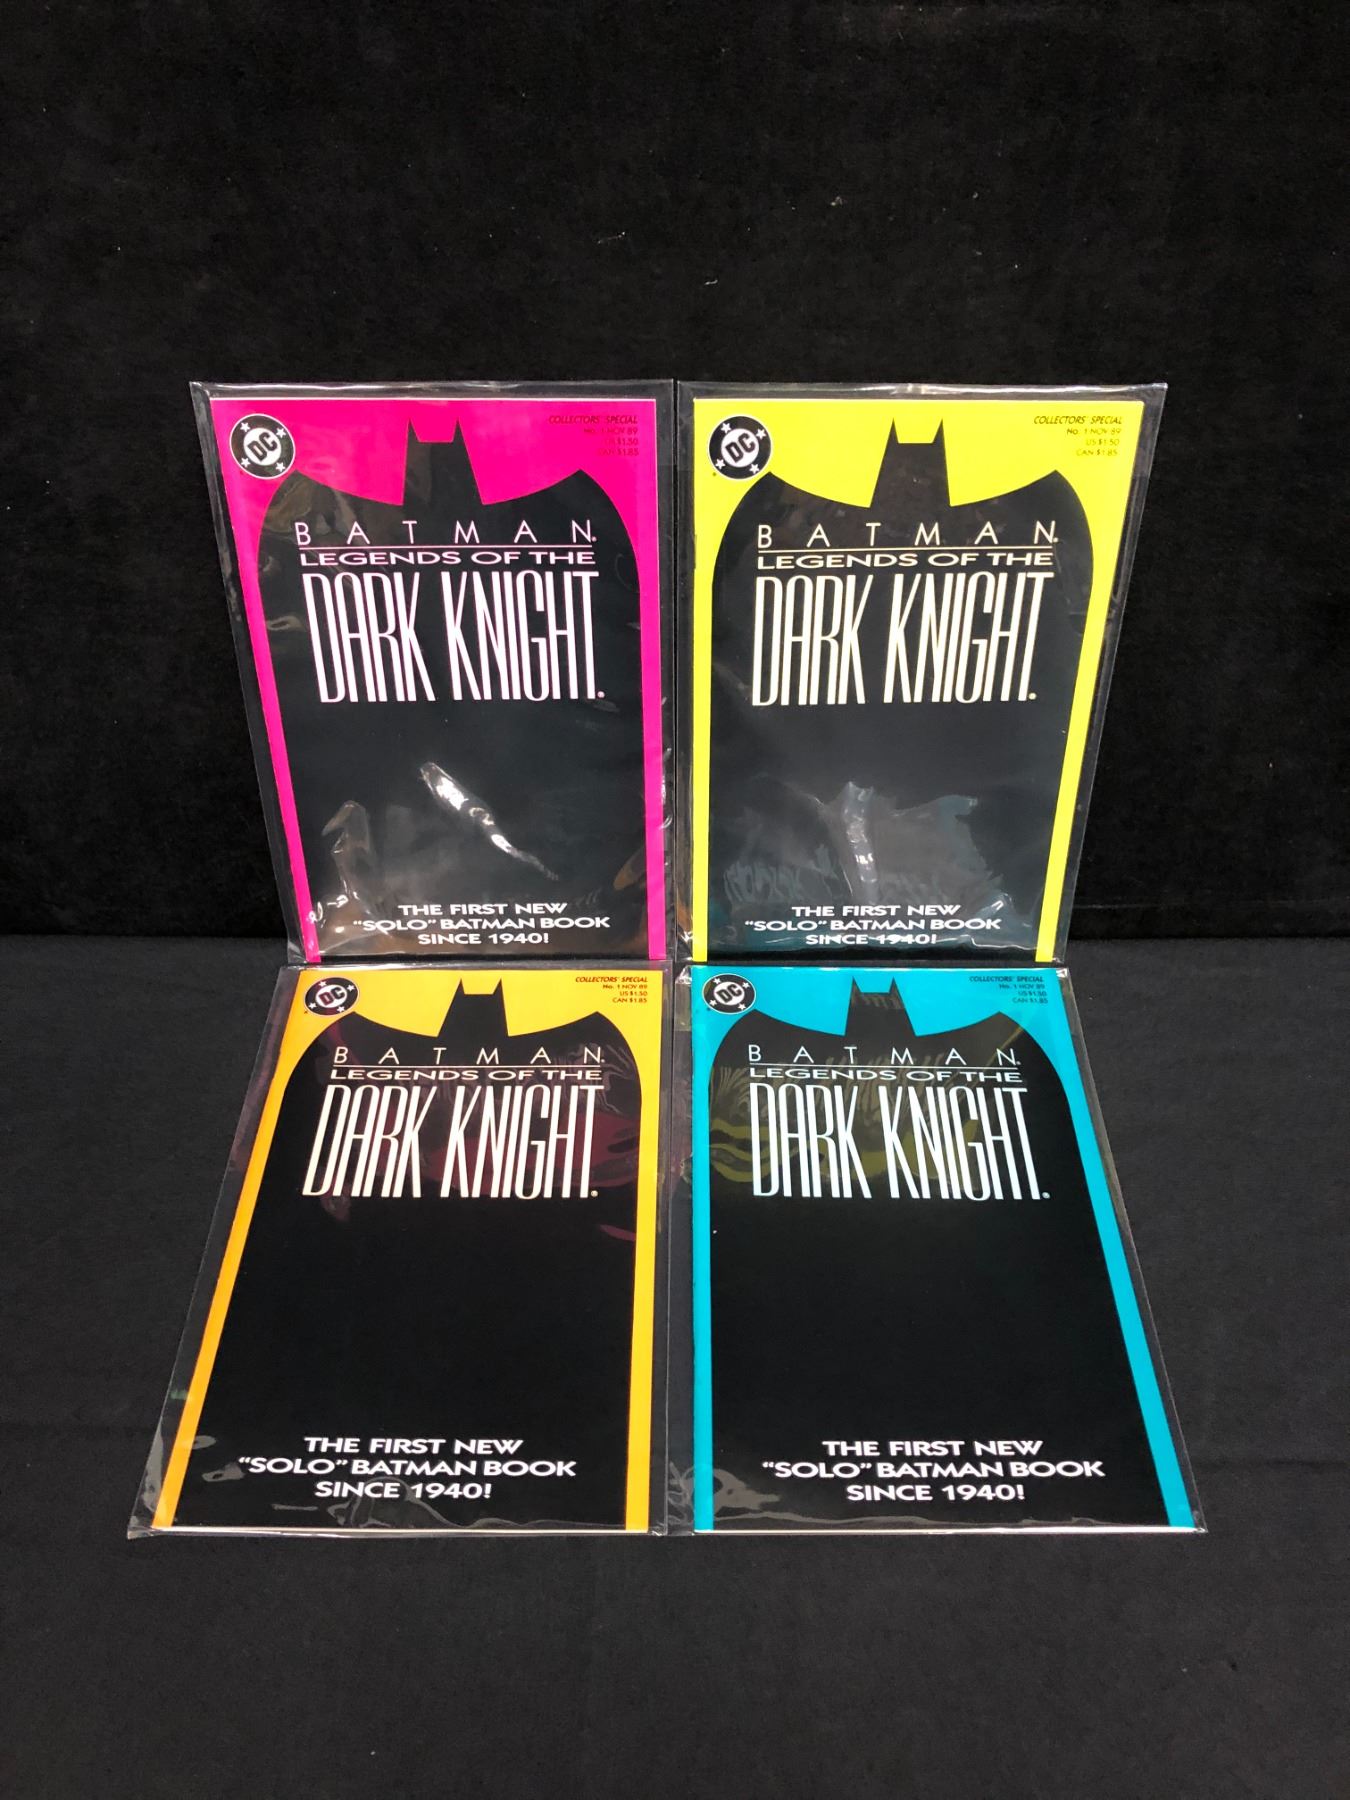 DC
COLLECTORS' SPECIAL
No. 1 NOV 89
US $1.50
CAN $1.85
BATMAN®
LEGENDS OF THE
DARK KNIGHT®
THE FIRST NEW
"SOLO" BATMAN BOOK
SINCE 1940!
DC
COLLECTORS' SPECIAL
No. 1 NOV 89
US $1.50
CAN $1.85
BATMAN®
LEGENDS OF THE
DARK KNIGHT®
THE FIRST NEW
"SOLO" BATMAN BOOK
SINCE 1940!
DC
COLLECTORS' SPECIAL
No. 1 NOV 89
US $1.50
CAN $1.85
BATMAN®
LEGENDS OF THE
DARK KNIGHT®
THE FIRST NEW
"SOLO" BATMAN BOOK
SINCE 1940!
DC
COLLECTORS' SPECIAL
No. 1 NOV 89
US $1.50
CAN $1.85
BATMAN®
LEGENDS OF THE
DARK KNIGHT®
THE FIRST NEW
"SOLO" BATMAN BOOK
SINCE 1940!